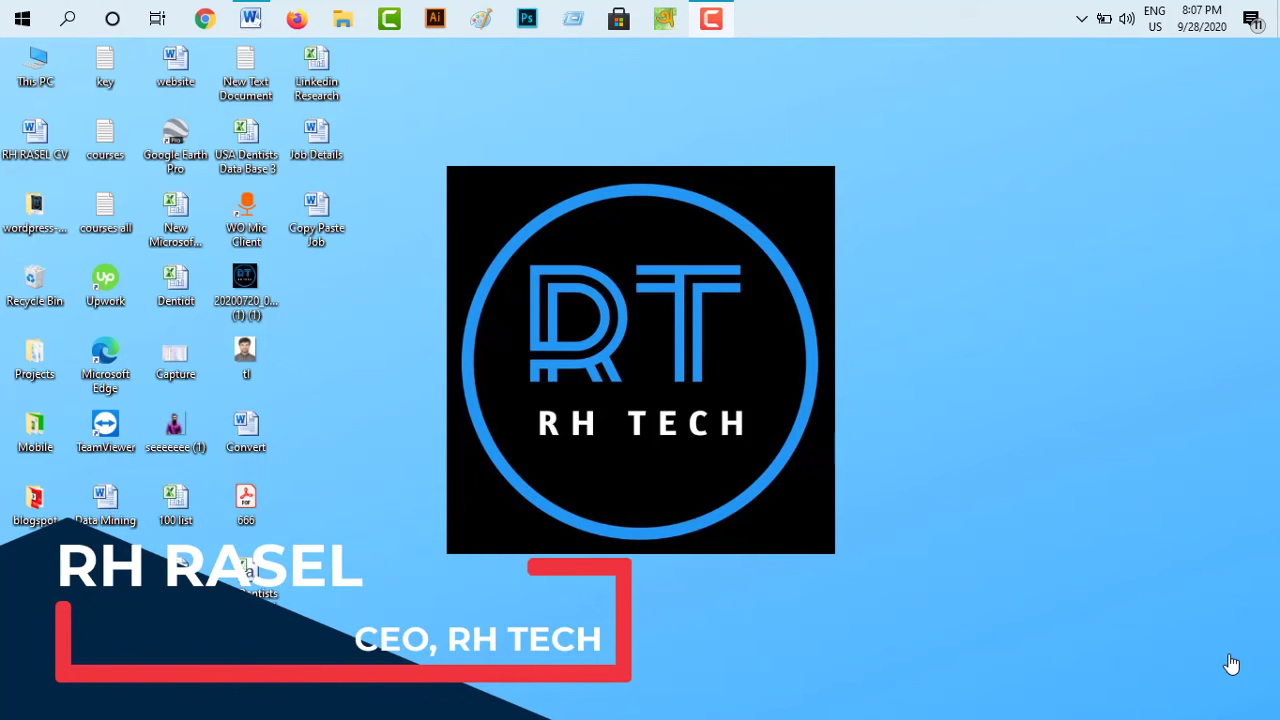 ENG
US
8:07 PM
9/28/2020
11
This PC
key
website
New Text
Document
Linkedin
Research
RH RASEL CV
courses
Google Earth
Pro
USA Dentists
Data Base 3
Job Details
wordpress-...
courses all
New
Microsof...
WO Mic
Client
Copy Paste
Job
Recycle Bin
Upwork
Dentidt
20200720_0...
(1) (1)
Projects
Microsoft
Edge
Capture
tl
Mobile
TeamViewer
seeeeeee (1)
Convert
blogspot
Data Mining
100 list
666
RT
RH TECH
RH RASEL
CEO, RH TECH